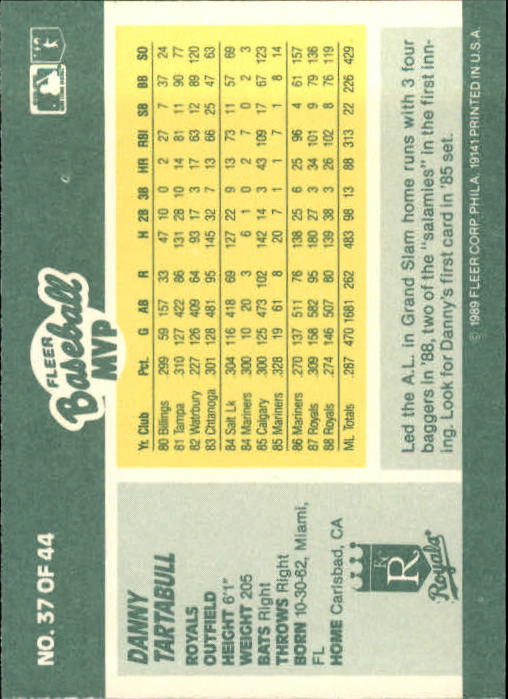 NO. 37 OF 44
FLEER
Baseball
MVP
DANNY
TARTABULL
ROYALS
OUTFIELD
HEIGHT 6'1"
WEIGHT 205
BATS Right
THROWS Right
BORN 10-30-62, Miami,
FL
HOME Carlsbad, CA
KC
R
Royals
Yr. Club Pct. G AB R H 2B 3B HR RBI SB BB SO
80 Billings .299 59 157 33 47 10 0 2 27 7 37 24
81 Tampa .310 127 422 86 131 28 10 14 81 11 90 77
82 Watrbury .227 126 409 64 93 17 3 17 63 12 89 120
83 Chtanoga .301 128 481 95 145 32 7 13 66 25 47 63
84 Salt Lk .304 116 418 69 127 22 9 13 73 11 57 69
84 Mariners .300 10 20 3 6 1 0 2 7 0 2 3
85 Calgary .300 125 473 102 142 14 3 43 109 17 67 123
85 Mariners .328 19 61 8 20 7 1 1 7 1 8 14
86 Mariners .270 137 511 76 138 25 6 25 96 4 61 157
87 Royals .309 158 582 95 180 27 3 34 101 9 79 136
88 Royals .274 146 507 80 139 38 3 26 102 8 76 119
ML Totals .287 470 1681 262 483 98 13 88 313 22 226 429
Led the A.L. in Grand Slam home runs with 3 four
baggers in '88, two of the "salamies" in the first inn-
ing. Look for Danny's first card in '85 set.
© 1989 FLEER CORP. PHILA. 19141 PRINTED IN U.S.A.